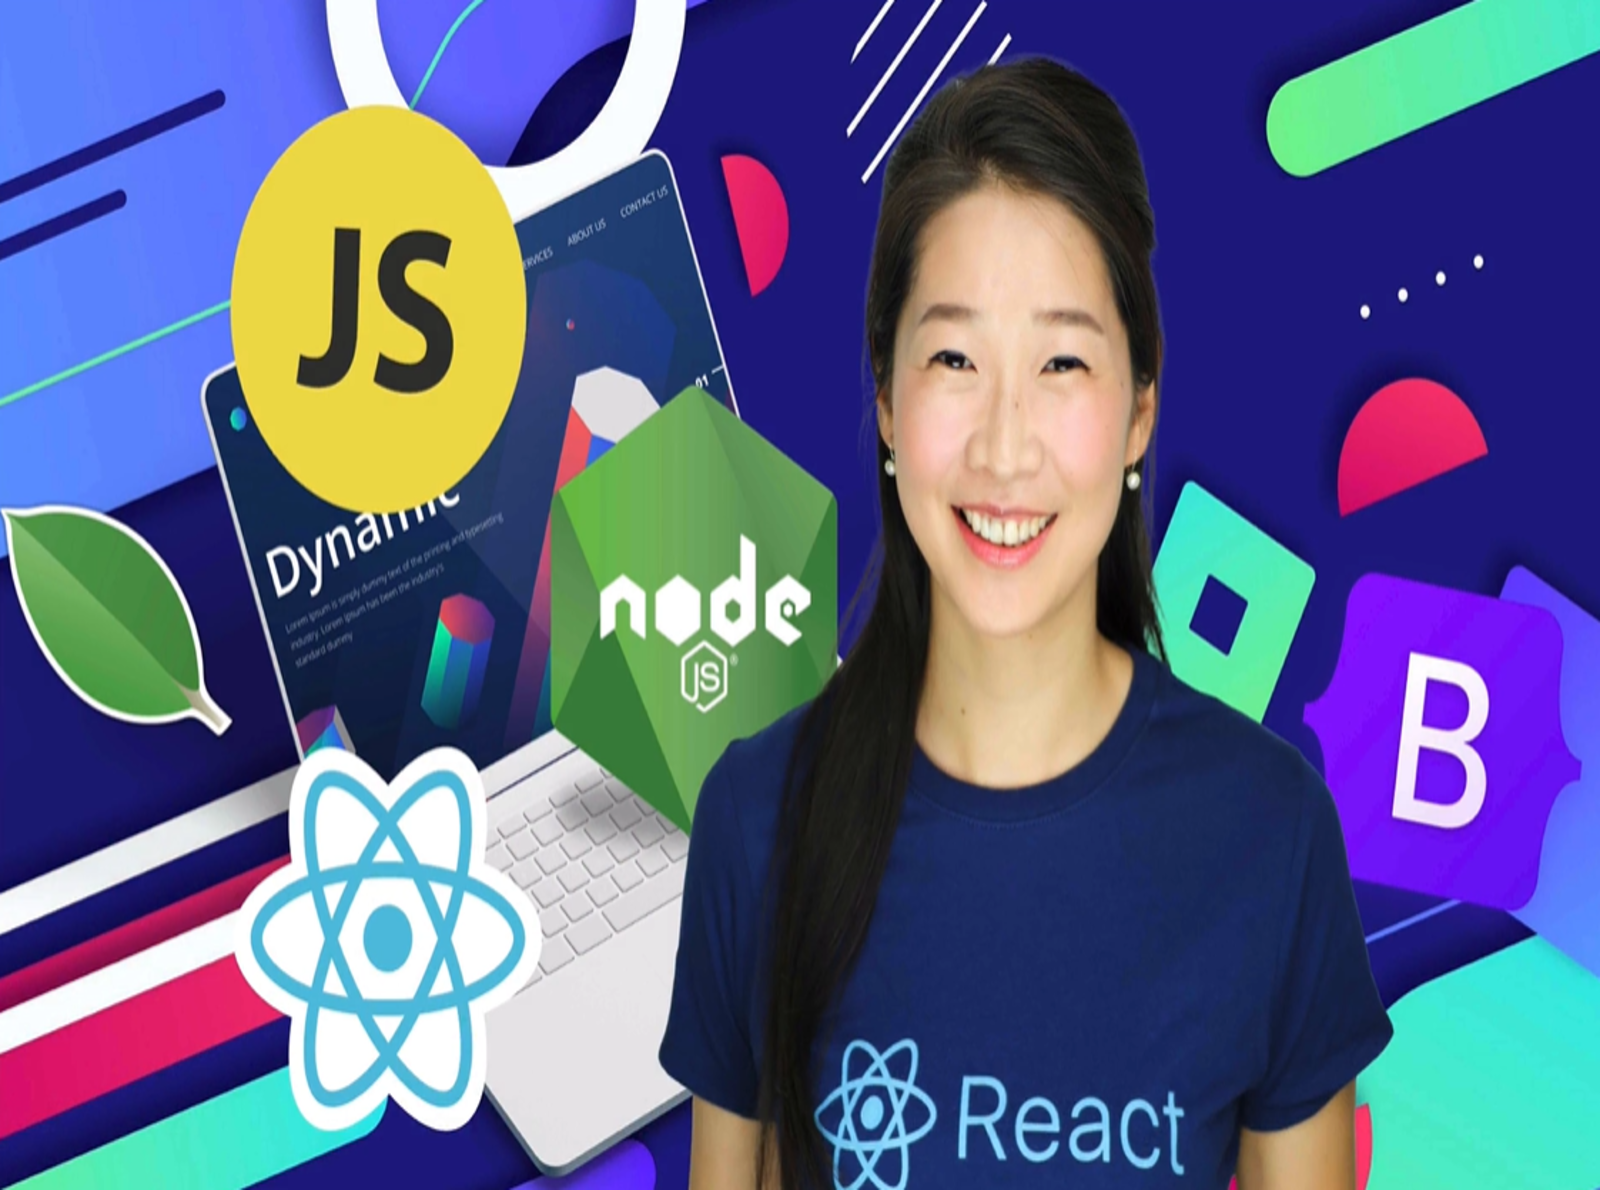 JS
ERVICES
ABOUT US
CONTACT US
01
Dynamic
Lorem Ipsum is simply dummy text of the printing and typesetting
industry. Lorem Ipsum has been the industry's
standard dummy
node
JS®
B
React